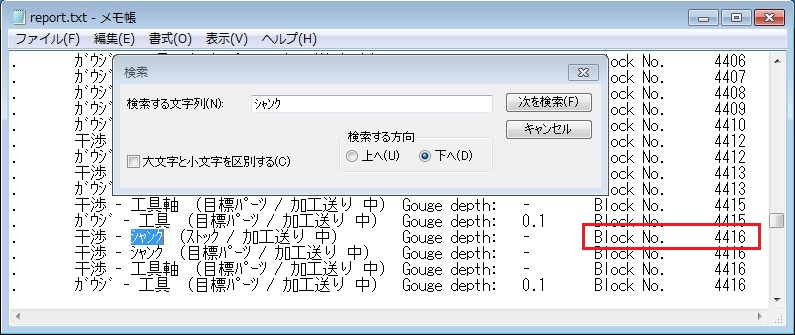 report.txt - メモ帳
ファイル(F) 編集(E) 書式(O) 表示(V) ヘルプ(H)
. ｶﾞｳｼﾞ lock No. 4406
. ｶﾞｳｼﾞ lock No. 4407
. ｶﾞｳｼﾞ lock No. 4408
. ｶﾞｳｼﾞ lock No. 4409
. ｶﾞｳｼﾞ lock No. 4410
. 干渉 lock No. 4412
. ｶﾞｳｼﾞ lock No. 4412
. 干渉 lock No. 4413
. ｶﾞｳｼﾞ lock No. 4413
. 干渉 - 工具軸 (目標ﾊﾟｰﾂ / 加工送り 中) Gouge depth: - Block No. 4415
. ｶﾞｳｼﾞ - 工具 (目標ﾊﾟｰﾂ / 加工送り 中) Gouge depth: 0.1 Block No. 4415
. 干渉 - ｼｬﾝｸ (ｽﾄｯｸ / 加工送り 中) Gouge depth: - Block No. 4416
. 干渉 - ｼｬﾝｸ (目標ﾊﾟｰﾂ / 加工送り 中) Gouge depth: - Block No. 4416
. 干渉 - 工具軸 (目標ﾊﾟｰﾂ / 加工送り 中) Gouge depth: - Block No. 4416
. ｶﾞｳｼﾞ - 工具 (目標ﾊﾟｰﾂ / 加工送り 中) Gouge depth: 0.1 Block No. 4416
検索
検索する文字列(N): ｼｬﾝｸ 次を検索(F)
キャンセル
検索する方向
上へ(U) 下へ(D)
大文字と小文字を区別する(C)